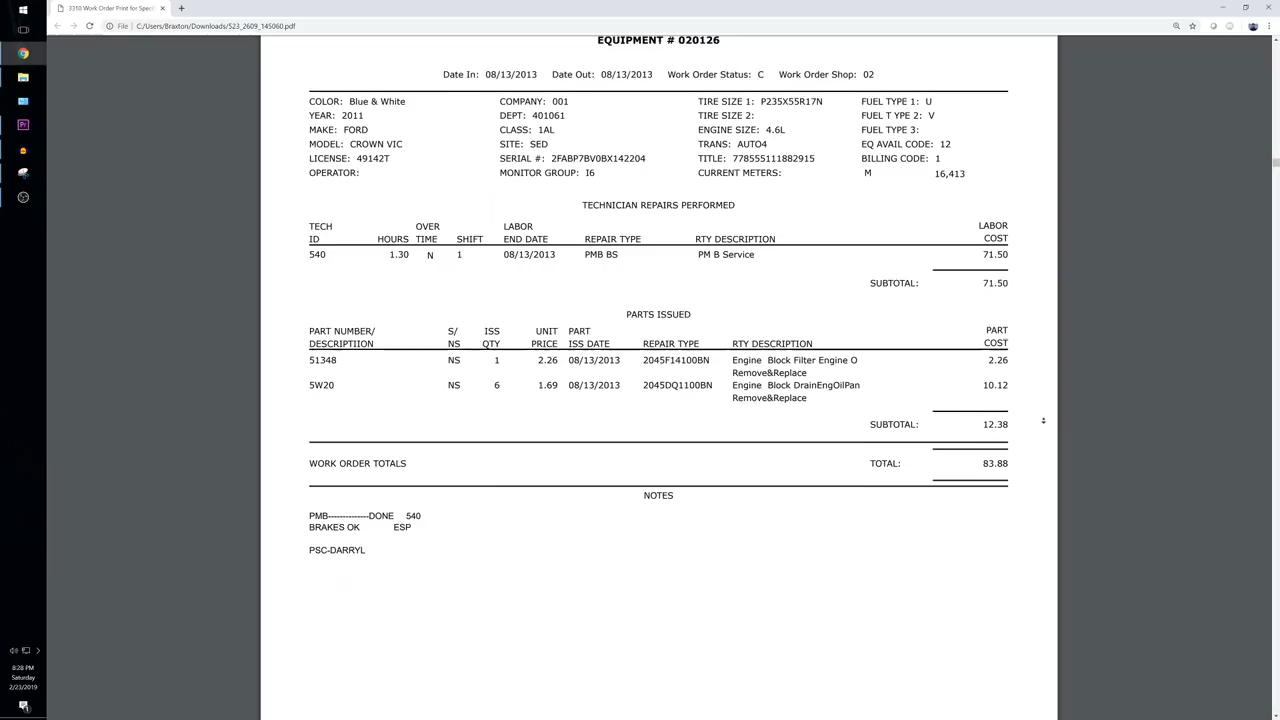 3310 Work Order Print for Speci
File | C:/Users/Braxton/Downloads/523_2609_145060.pdf
EQUIPMENT # 020126
Date In: 08/13/2013 Date Out: 08/13/2013 Work Order Status: C Work Order Shop: 02
COLOR: Blue & White COMPANY: 001 TIRE SIZE 1: P235X55R17N FUEL TYPE 1: U
YEAR: 2011 DEPT: 401061 TIRE SIZE 2: FUEL T YPE 2: V
MAKE: FORD CLASS: 1AL ENGINE SIZE: 4.6L FUEL TYPE 3:
MODEL: CROWN VIC SITE: SED TRANS: AUTO4 EQ AVAIL CODE: 12
LICENSE: 49142T SERIAL #: 2FABP7BV0BX142204 TITLE: 778555111882915 BILLING CODE: 1
OPERATOR: MONITOR GROUP: I6 CURRENT METERS: M 16,413
TECHNICIAN REPAIRS PERFORMED
TECH OVER LABOR LABOR
ID HOURS TIME SHIFT END DATE REPAIR TYPE RTY DESCRIPTION COST
540 1.30 N 1 08/13/2013 PMB BS PM B Service 71.50
SUBTOTAL: 71.50
PARTS ISSUED
PART NUMBER/ S/ ISS UNIT PART PART
DESCRIPTIION NS QTY PRICE ISS DATE REPAIR TYPE RTY DESCRIPTION COST
51348 NS 1 2.26 08/13/2013 2045F14100BN Engine Block Filter Engine O 2.26
Remove&Replace
5W20 NS 6 1.69 08/13/2013 2045DQ1100BN Engine Block DrainEngOilPan 10.12
Remove&Replace
SUBTOTAL: 12.38
WORK ORDER TOTALS TOTAL: 83.88
NOTES
PMB-------------DONE 540
BRAKES OK ESP
PSC-DARRYL
8:28 PM
Saturday
2/23/2019